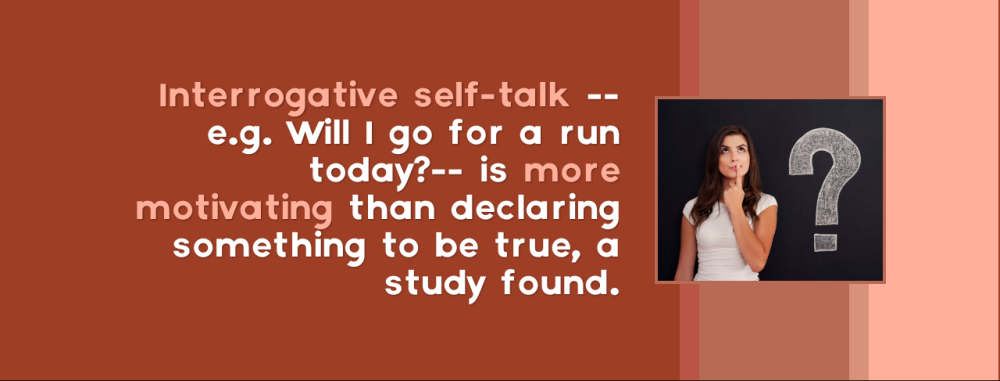 Interrogative self-talk --
e.g. Will I go for a run
today?-- is more
motivating than declaring
something to be true, a
study found.
?